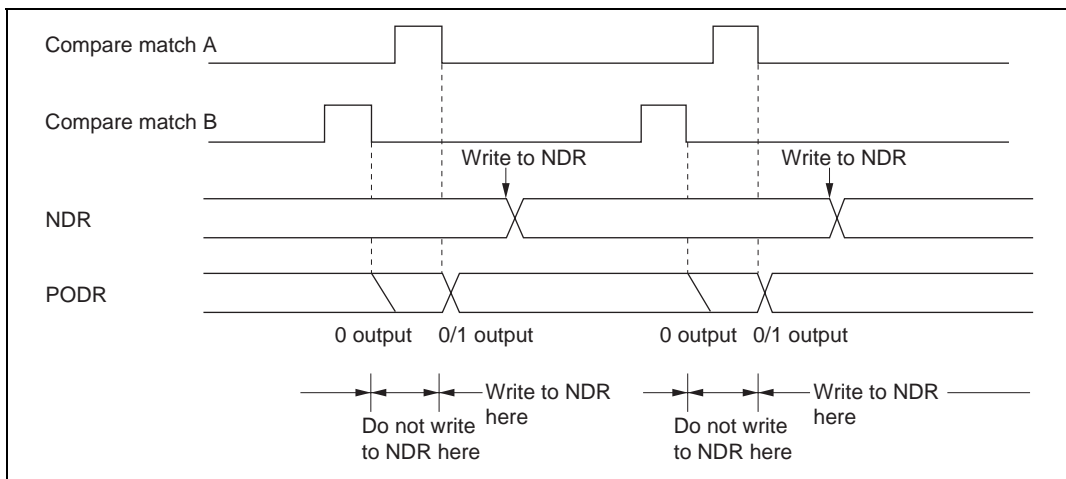 Compare match A
Compare match B
Write to NDR
Write to NDR
NDR
PODR
0 output
0/1 output
0 output
0/1 output
Write to NDR
here
Write to NDR
here
Do not write
to NDR here
Do not write
to NDR here